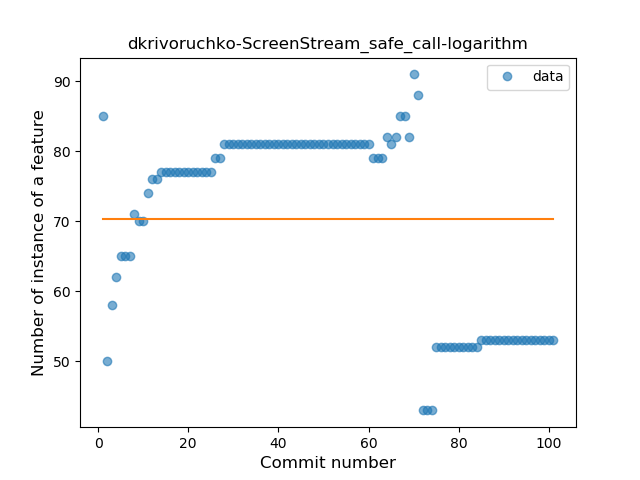 dkrivoruchko-ScreenStream_safe_call-logarithm
data
Number of instance of a feature
90
80
70
60
50
0 20 40 60 80 100
Commit number